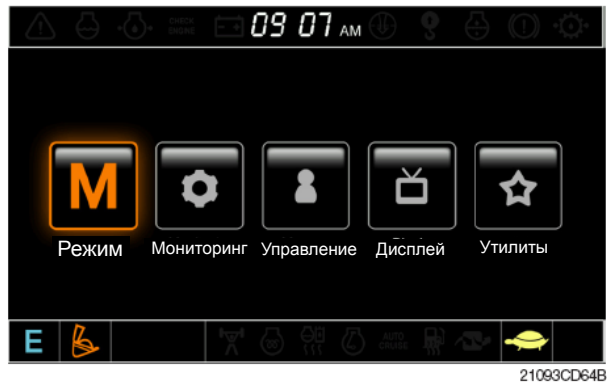 CHECK
ENGINE
09 07 AM
M
Режим
Мониторинг
Управление
Дисплей
Утилиты
E
AUTO
CRUISE
21093CD64B